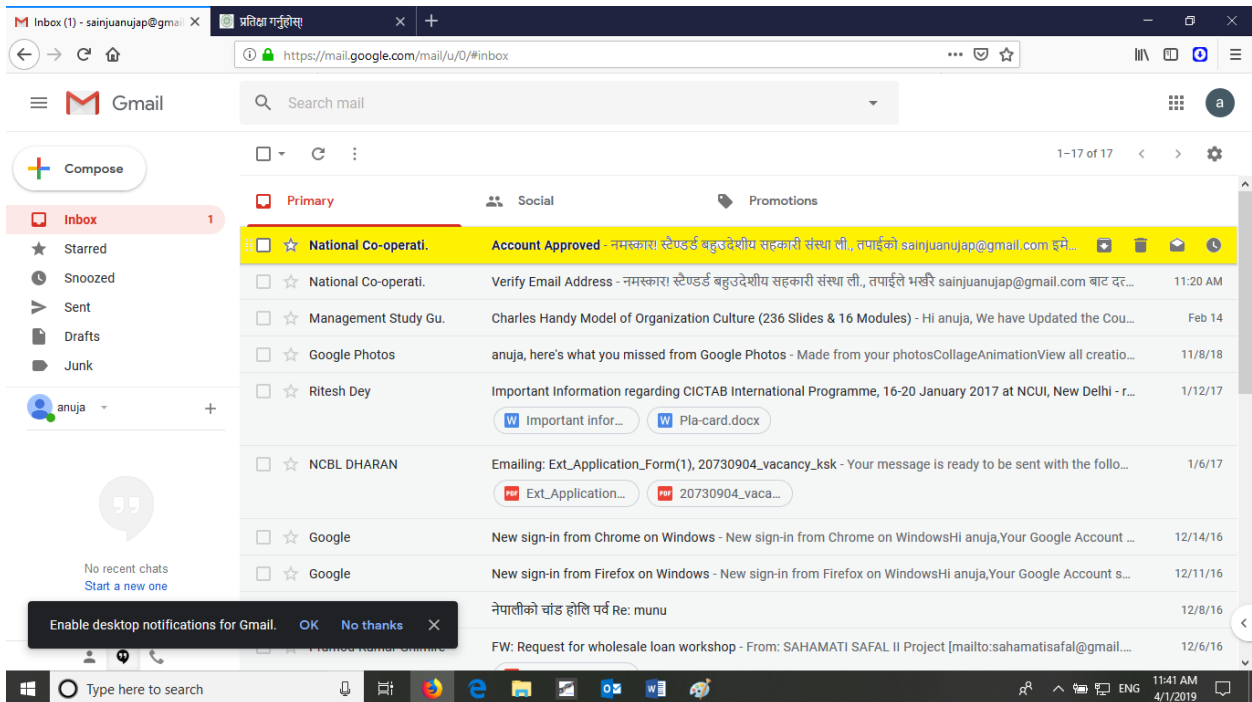 Inbox (1) - sainjuanujap@gmail
प्रतिक्षा गर्नुहोस्!
https://mail.google.com/mail/u/0/#inbox
Gmail
Search mail
a
Compose
1–17 of 17
Primary
Social
Promotions
Inbox 1
Starred
Snoozed
Sent
Drafts
Junk
anuja
No recent chats
Start a new one
National Co-operati. Account Approved - नमस्कार! स्टैण्डर्ड बहुउदेशीय सहकारी संस्था ली., तपाईको sainjuanujap@gmail.com इमे...
National Co-operati. Verify Email Address - नमस्कार! स्टैण्डर्ड बहुउदेशीय सहकारी संस्था ली., तपाईले भर्खरै sainjuanujap@gmail.com बाट दर... 11:20 AM
Management Study Gu. Charles Handy Model of Organization Culture (236 Slides & 16 Modules) - Hi anuja, We have Updated the Cou... Feb 14
Google Photos anuja, here's what you missed from Google Photos - Made from your photosCollageAnimationView all creatio... 11/8/18
Ritesh Dey Important Information regarding CICTAB International Programme, 16-20 January 2017 at NCUI, New Delhi - r... 1/12/17
W Important infor... W Pla-card.docx
NCBL DHARAN Emailing: Ext_Application_Form(1), 20730904_vacancy_ksk - Your message is ready to be sent with the follo... 1/6/17
PDF Ext_Application... PDF 20730904_vaca...
Google New sign-in from Chrome on Windows - New sign-in from Chrome on WindowsHi anuja,Your Google Account ... 12/14/16
Google New sign-in from Firefox on Windows - New sign-in from Firefox on WindowsHi anuja,Your Google Account s... 12/11/16
नेपालीको चांड होलि पर्व Re: munu 12/8/16
FW: Request for wholesale loan workshop - From: SAHAMATI SAFAL II Project [mailto:sahamatisafal@gmail.... 12/6/16
Enable desktop notifications for Gmail. OK No thanks
Type here to search
ENG
11:41 AM
4/1/2019